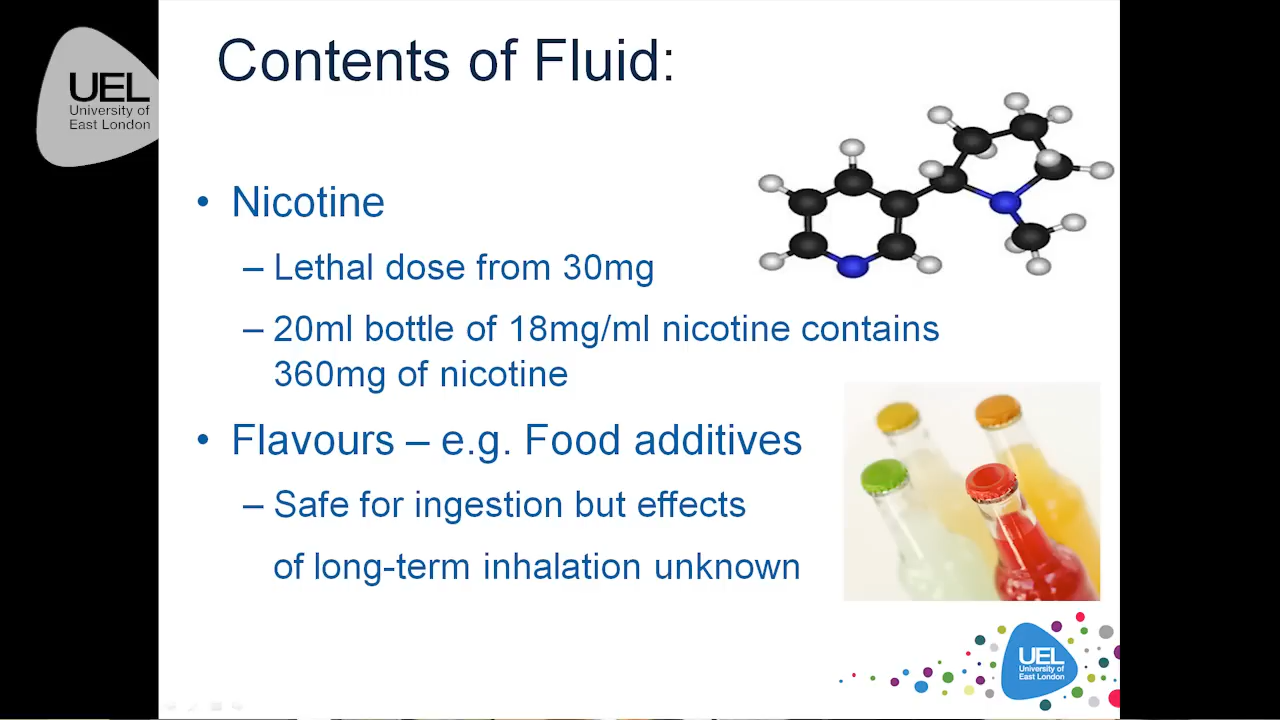 UEL
University of
East London
Contents of Fluid:
• Nicotine
– Lethal dose from 30mg
– 20ml bottle of 18mg/ml nicotine contains
360mg of nicotine
• Flavours – e.g. Food additives
– Safe for ingestion but effects
of long-term inhalation unknown
UEL
University of
East London